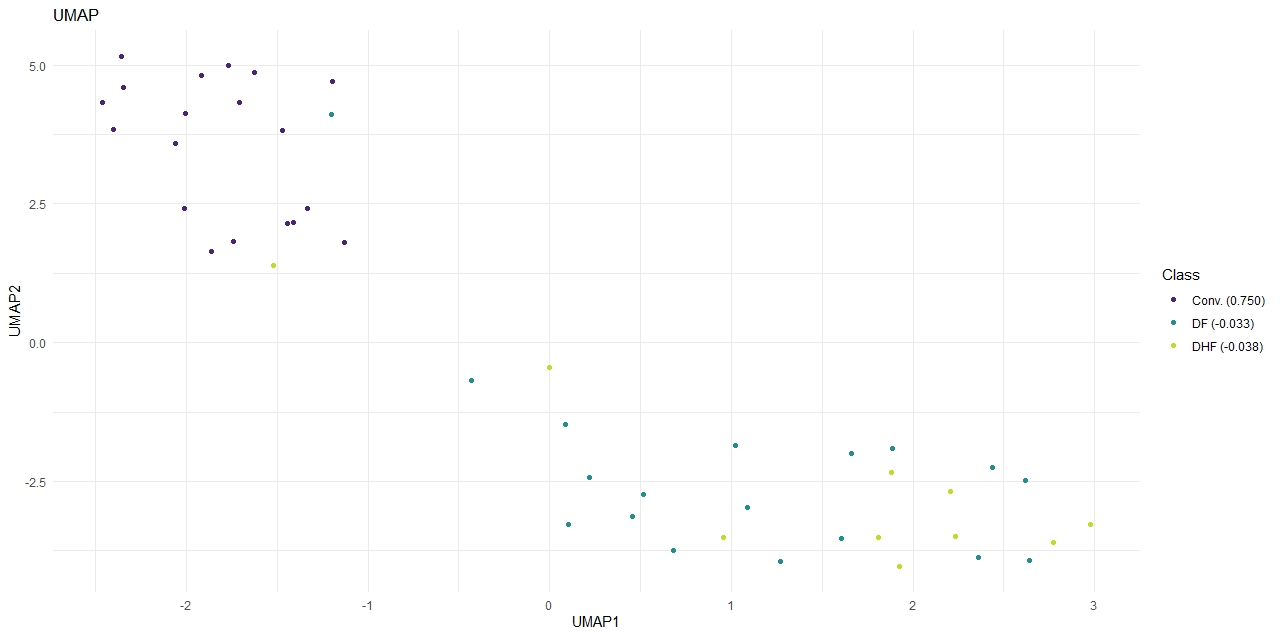 UMAP
5.0
2.5
0.0
-2.5
UMAP2
-2
-1
0
1
2
3
UMAP1
Class
Conv. (0.750)
DF (-0.033)
DHF (-0.038)